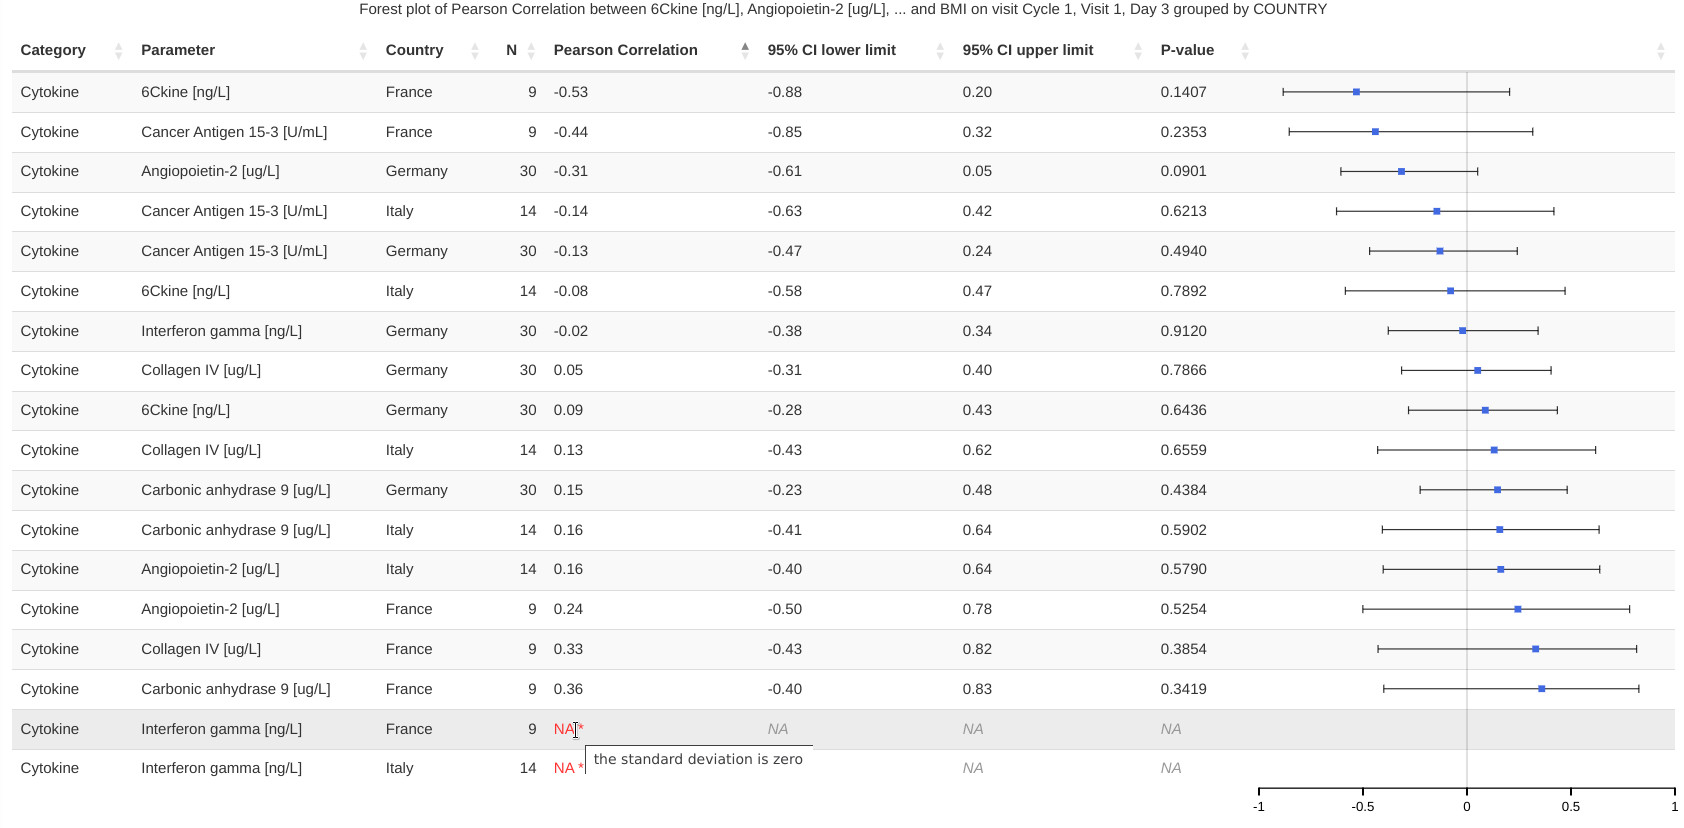 Forest plot of Pearson Correlation between 6Ckine [ng/L], Angiopoietin-2 [ug/L], ... and BMI on visit Cycle 1, Visit 1, Day 3 grouped by COUNTRY
Category Parameter Country N Pearson Correlation 95% CI lower limit 95% CI upper limit P-value
Cytokine 6Ckine [ng/L] France 9 -0.53 -0.88 0.20 0.1407
Cytokine Cancer Antigen 15-3 [U/mL] France 9 -0.44 -0.85 0.32 0.2353
Cytokine Angiopoietin-2 [ug/L] Germany 30 -0.31 -0.61 0.05 0.0901
Cytokine Cancer Antigen 15-3 [U/mL] Italy 14 -0.14 -0.63 0.42 0.6213
Cytokine Cancer Antigen 15-3 [U/mL] Germany 30 -0.13 -0.47 0.24 0.4940
Cytokine 6Ckine [ng/L] Italy 14 -0.08 -0.58 0.47 0.7892
Cytokine Interferon gamma [ng/L] Germany 30 -0.02 -0.38 0.34 0.9120
Cytokine Collagen IV [ug/L] Germany 30 0.05 -0.31 0.40 0.7866
Cytokine 6Ckine [ng/L] Germany 30 0.09 -0.28 0.43 0.6436
Cytokine Collagen IV [ug/L] Italy 14 0.13 -0.43 0.62 0.6559
Cytokine Carbonic anhydrase 9 [ug/L] Germany 30 0.15 -0.23 0.48 0.4384
Cytokine Carbonic anhydrase 9 [ug/L] Italy 14 0.16 -0.41 0.64 0.5902
Cytokine Angiopoietin-2 [ug/L] Italy 14 0.16 -0.40 0.64 0.5790
Cytokine Angiopoietin-2 [ug/L] France 9 0.24 -0.50 0.78 0.5254
Cytokine Collagen IV [ug/L] France 9 0.33 -0.43 0.82 0.3854
Cytokine Carbonic anhydrase 9 [ug/L] France 9 0.36 -0.40 0.83 0.3419
Cytokine Interferon gamma [ng/L] France 9 NA * NA NA NA
the standard deviation is zero
Cytokine Interferon gamma [ng/L] Italy 14 NA * NA NA
-1 -0.5 0 0.5 1